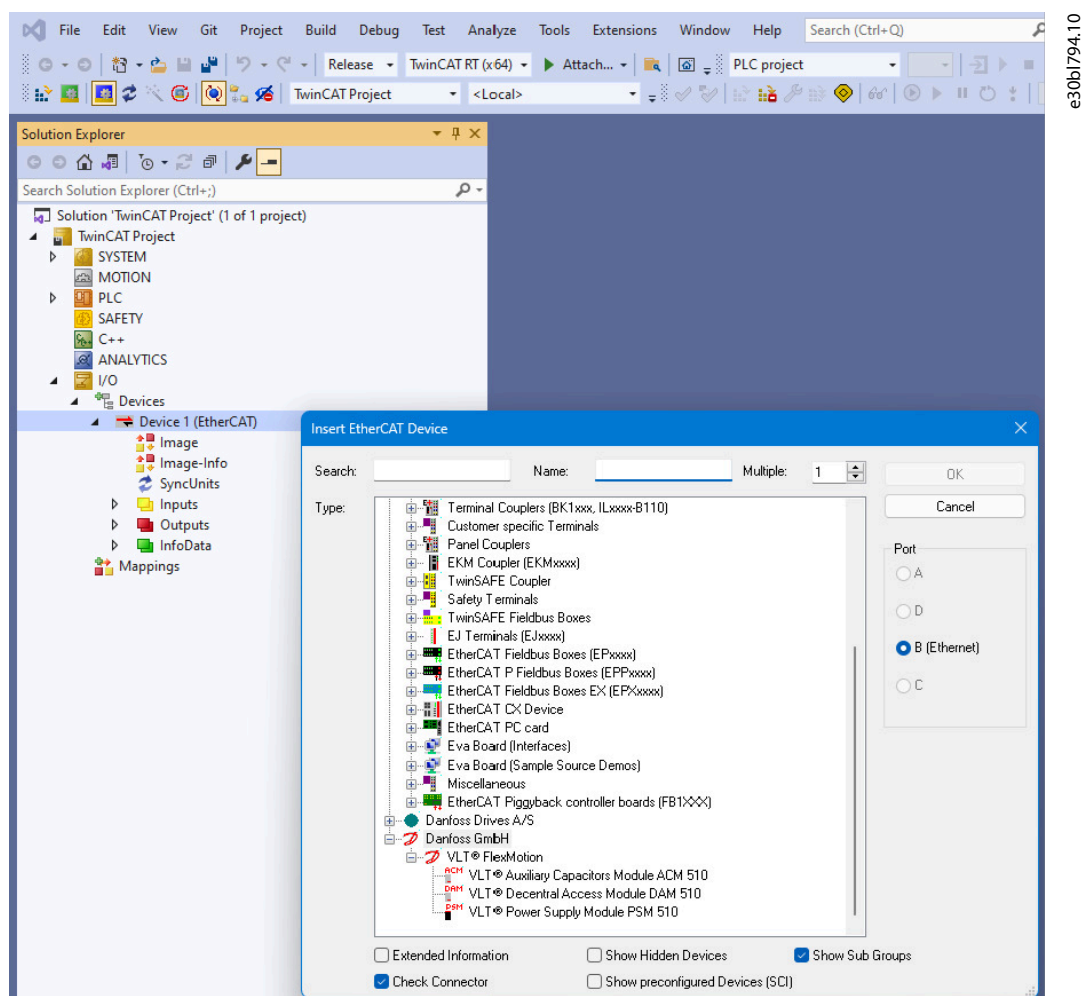 File Edit View Git Project Build Debug Test Analyze Tools Extensions Window Help Search (Ctrl+Q)
Release TwinCAT RT (x64) Attach... PLC project
TwinCAT Project <Local>
e30bl794.10
Solution Explorer
Search Solution Explorer (Ctrl+;)
Solution 'TwinCAT Project' (1 of 1 project)
TwinCAT Project
SYSTEM
MOTION
PLC
SAFETY
C++
ANALYTICS
I/O
Devices
Device 1 (EtherCAT)
Image
Image-Info
SyncUnits
Inputs
Outputs
InfoData
Mappings
Insert EtherCAT Device
Search: Name: Multiple: 1 OK
Type: Cancel
Terminal Couplers (BK1xxx, ILxxxx-B110)
Customer specific Terminals
Panel Couplers
EKM Coupler (EKMxxxx)
TwinSAFE Coupler
Safety Terminals
TwinSAFE Fieldbus Boxes
EJ Terminals (EJxxxx)
EtherCAT Fieldbus Boxes (EPxxxx)
EtherCAT P Fieldbus Boxes (EPPxxxx)
EtherCAT Fieldbus Boxes EX (EPXxxxx)
EtherCAT CX Device
EtherCAT PC card
Eva Board (Interfaces)
Eva Board (Sample Source Demos)
Miscellaneous
EtherCAT Piggyback controller boards (FB1XXX)
Danfoss Drives A/S
Danfoss GmbH
VLT® FlexMotion
ACM VLT® Auxiliary Capacitors Module ACM 510
DAM VLT® Decentral Access Module DAM 510
PSM VLT® Power Supply Module PSM 510
Port
A
D
B (Ethernet)
C
Extended Information Show Hidden Devices Show Sub Groups
Check Connector Show preconfigured Devices (SCI)